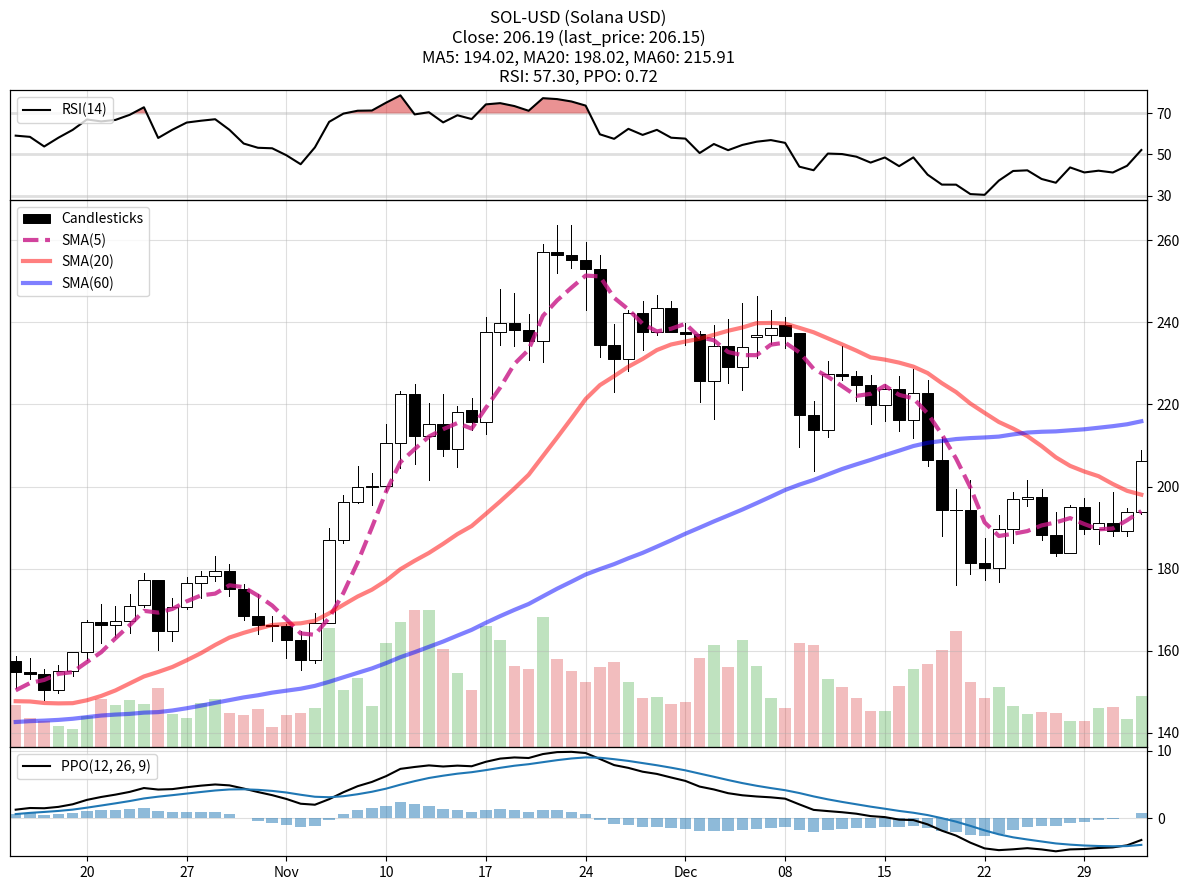 SOL-USD (Solana USD)
Close: 206.19 (last_price: 206.15)
MA5: 194.02, MA20: 198.02, MA60: 215.91
RSI: 57.30, PPO: 0.72
RSI(14)
70
50
30
Candlesticks
SMA(5)
SMA(20)
SMA(60)
260
240
220
200
180
160
140
PPO(12, 26, 9)
10
0
20
27
Nov
10
17
24
Dec
08
15
22
29